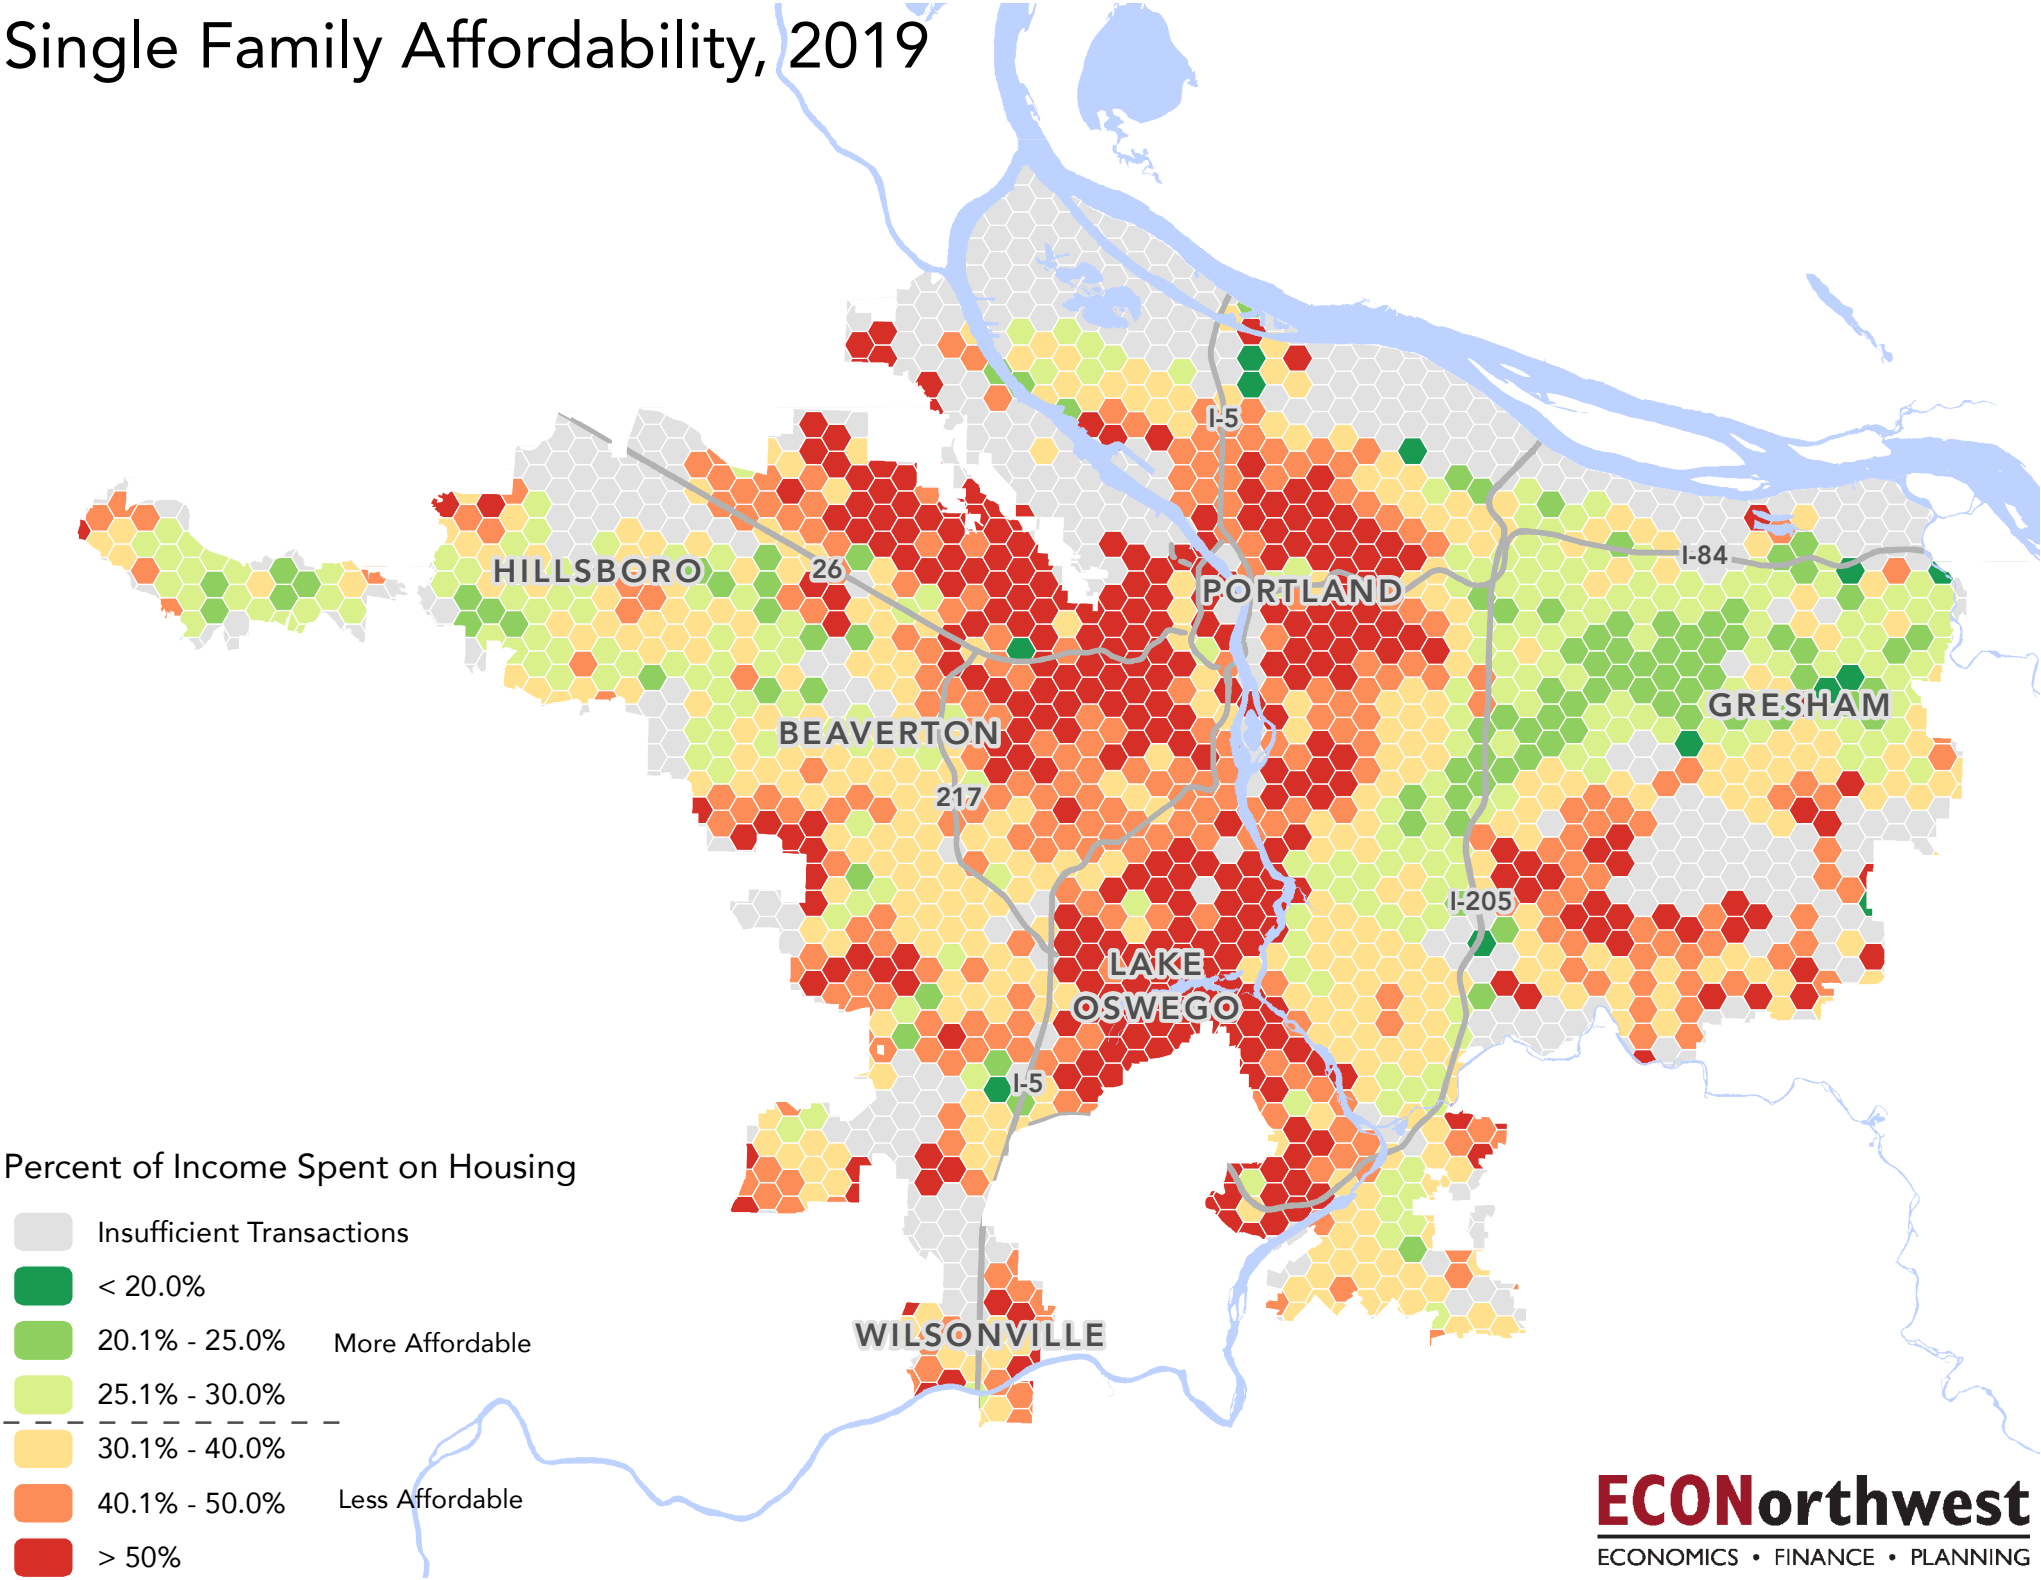 Single Family Affordability, 2019
I-5
HILLSBORO
26
I-84
PORTLAND
GRESHAM
BEAVERTON
217
I-205
LAKE
OSWEGO
I-5
WILSONVILLE
Percent of Income Spent on Housing
Insufficient Transactions
< 20.0%
20.1% - 25.0% More Affordable
25.1% - 30.0%
30.1% - 40.0%
40.1% - 50.0% Less Affordable
> 50%
ECONorthwest
ECONOMICS • FINANCE • PLANNING